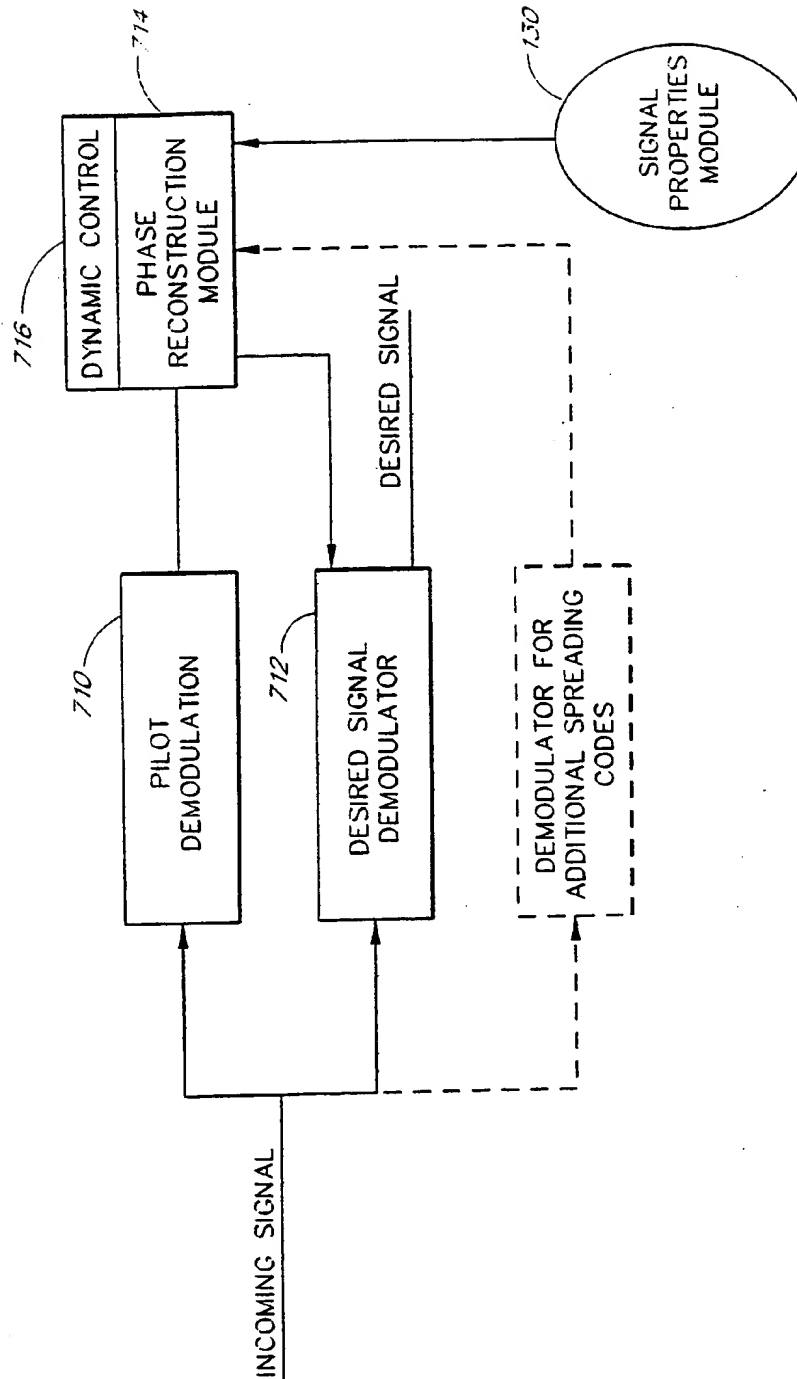 INCOMING SIGNAL
710
PILOT
DEMODULATION
712
DESIRED SIGNAL
DEMODULATOR
DEMODULATOR FOR
ADDITIONAL SPREADING
CODES
716
DYNAMIC CONTROL
714
PHASE
RECONSTRUCTION
MODULE
DESIRED SIGNAL
130
SIGNAL
PROPERTIES
MODULE